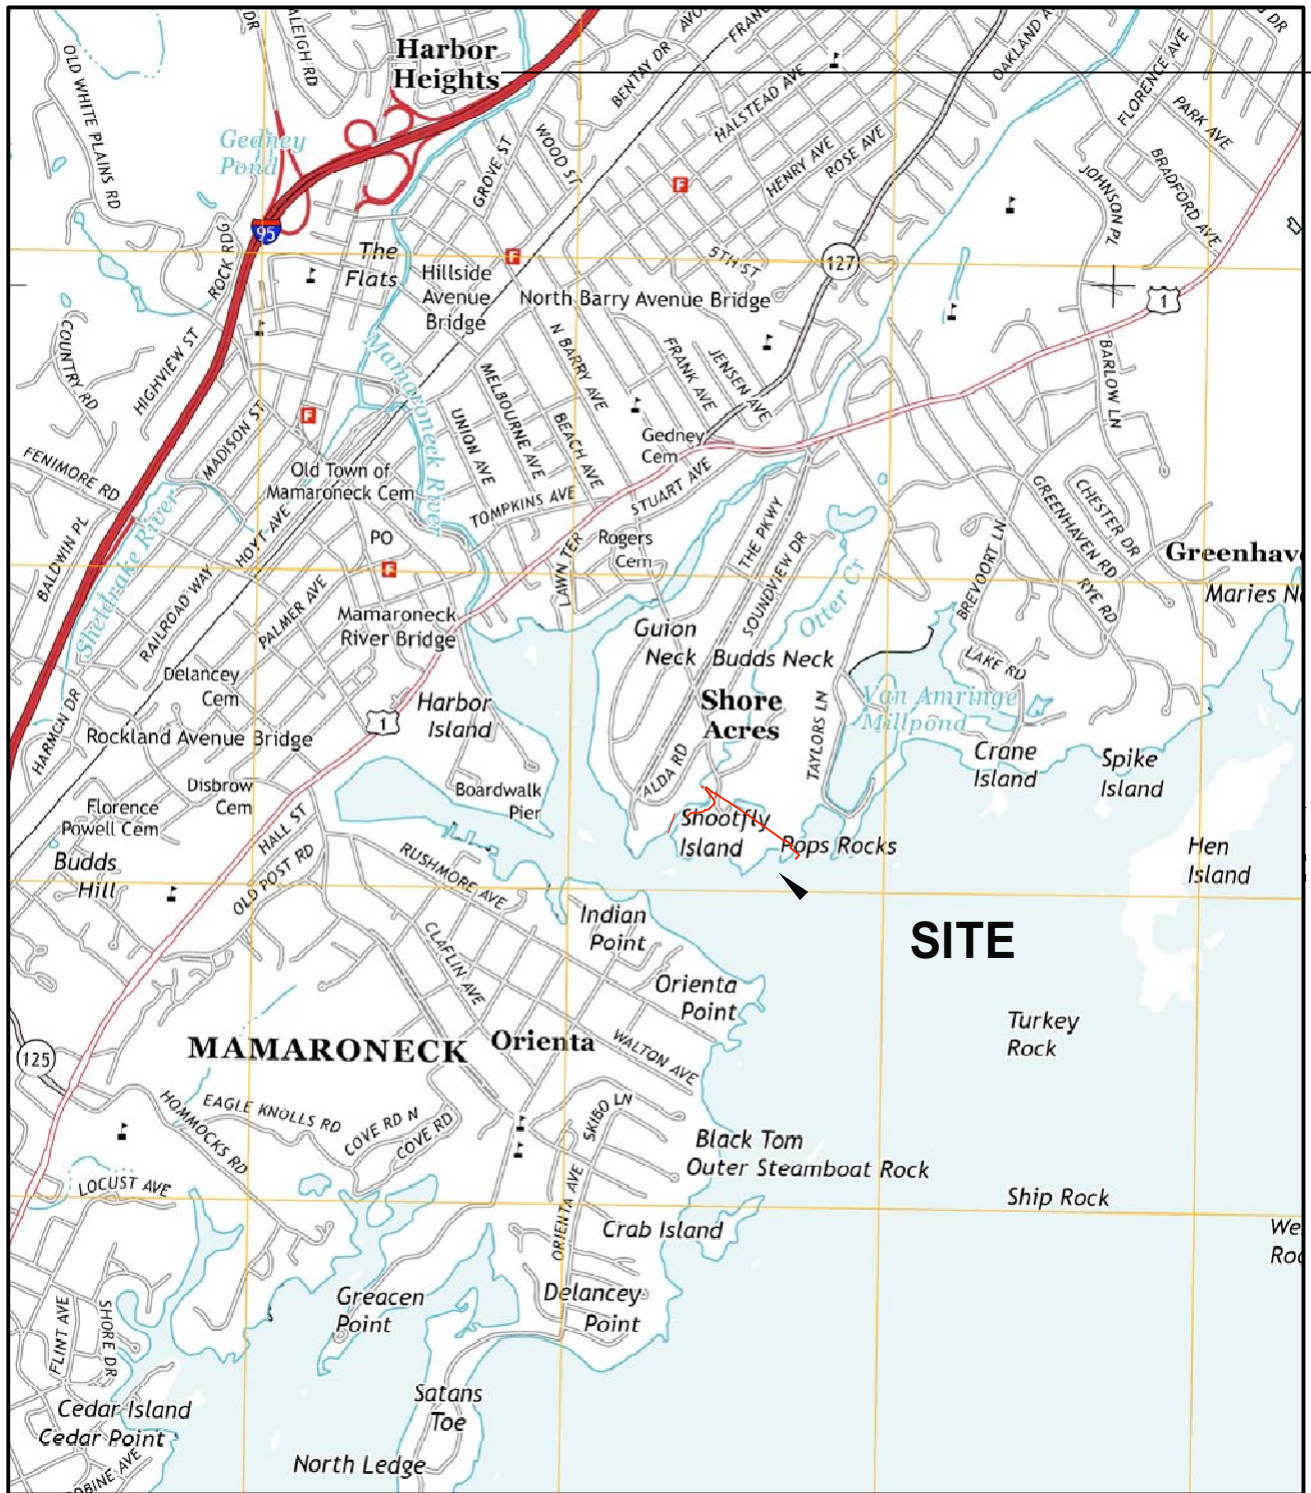 DR
ALEIGH RD
Harbor
Heights
BENTAY DR
AVO
FRANC
OAKLAND A
DR
OLD WHITE PLAINS RD
HALSTEAD AVE
FLORENCE AVE
PARK AVE
Gedney
Pond
GROVE ST
WOOD ST
HENRY AVE
ROSE AVE
JOHNSON PL
BRADFORD AVE
F
95
ROCK RDG
The
Flats
F
Hillside
Avenue
Bridge
5TH ST
127
North Barry Avenue Bridge
1
COUNTRY RD
HIGHVIEW ST
Mamaroneck River
N BARRY AVE
FRANK AVE
JENSEN AVE
BARLOW LN
MELBOURNE AVE
UNION AVE
BEACH AVE
F
MADISON ST
Gedney
Cem
FENIMORE RD
Old Town of
Mamaroneck Cem
TOMPKINS AVE
STUART AVE
GREENHAVEN RD
CHESTER DR
BALDWIN PL
Sheldrake River
HOYT AVE
PO
F
LAWN TER
Rogers
Cem
THE PKWY
SOUNDVIEW DR
Otter Cr
BREVOORT LN
RYE RD
Greenhave
Maries N
RAILROAD WAY
PALMER AVE
Mamaroneck
River Bridge
Guion
Neck
Budds Neck
LAKE RD
Delancey
Cem
Harbor
Island
Shore
Acres
TAYLORS LN
Van Amringe
Millpond
HARMON DR
Rockland Avenue Bridge
1
Crane
Island
Spike
Island
Disbrow
Cem
Boardwalk
Pier
ALDA RD
Florence
Powell Cem
Shootfly
Island
Pops Rocks
Hen
Island
Budds
Hill
HALL ST
OLD POST RD
RUSHMORE AVE
Indian
Point
SITE
CLAFLIN AVE
Orienta
Point
Turkey
Rock
125
MAMARONECK
Orienta
WALTON AVE
HOMMOCKS RD
EAGLE KNOLLS RD
COVE RD N
COVE RD
SKIBO LN
Black Tom
Outer Steamboat Rock
LOCUST AVE
Ship Rock
ORIENTA AVE
Crab Island
We
Roc
Greacen
Point
Delancey
Point
FLINT AVE
SHORE DR
Satans
Toe
Cedar Island
Cedar Point
OBINE AVE
North Ledge